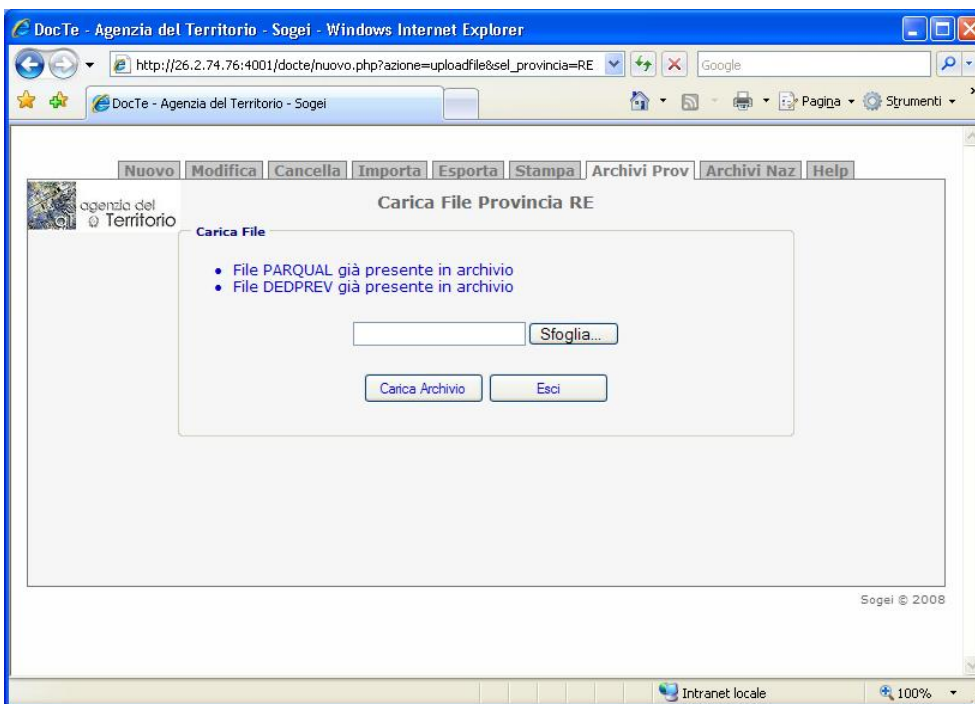 DocTe - Agenzia del Territorio - Sogei - Windows Internet Explorer
http://26.2.74.76:4001/docte/nuovo.php?azione=uploadfile&sel_provincia=RE
Google
DocTe - Agenzia del Territorio - Sogei
Pagina
Strumenti
Nuovo Modifica Cancella Importa Esporta Stampa Archivi Prov Archivi Naz Help
agenzia del
Territorio
Carica File Provincia RE
Carica File
File PARQUAL già presente in archivio
File DEDPREV già presente in archivio
Sfoglia...
Carica Archivio Esci
Sogei © 2008
Intranet locale
100%